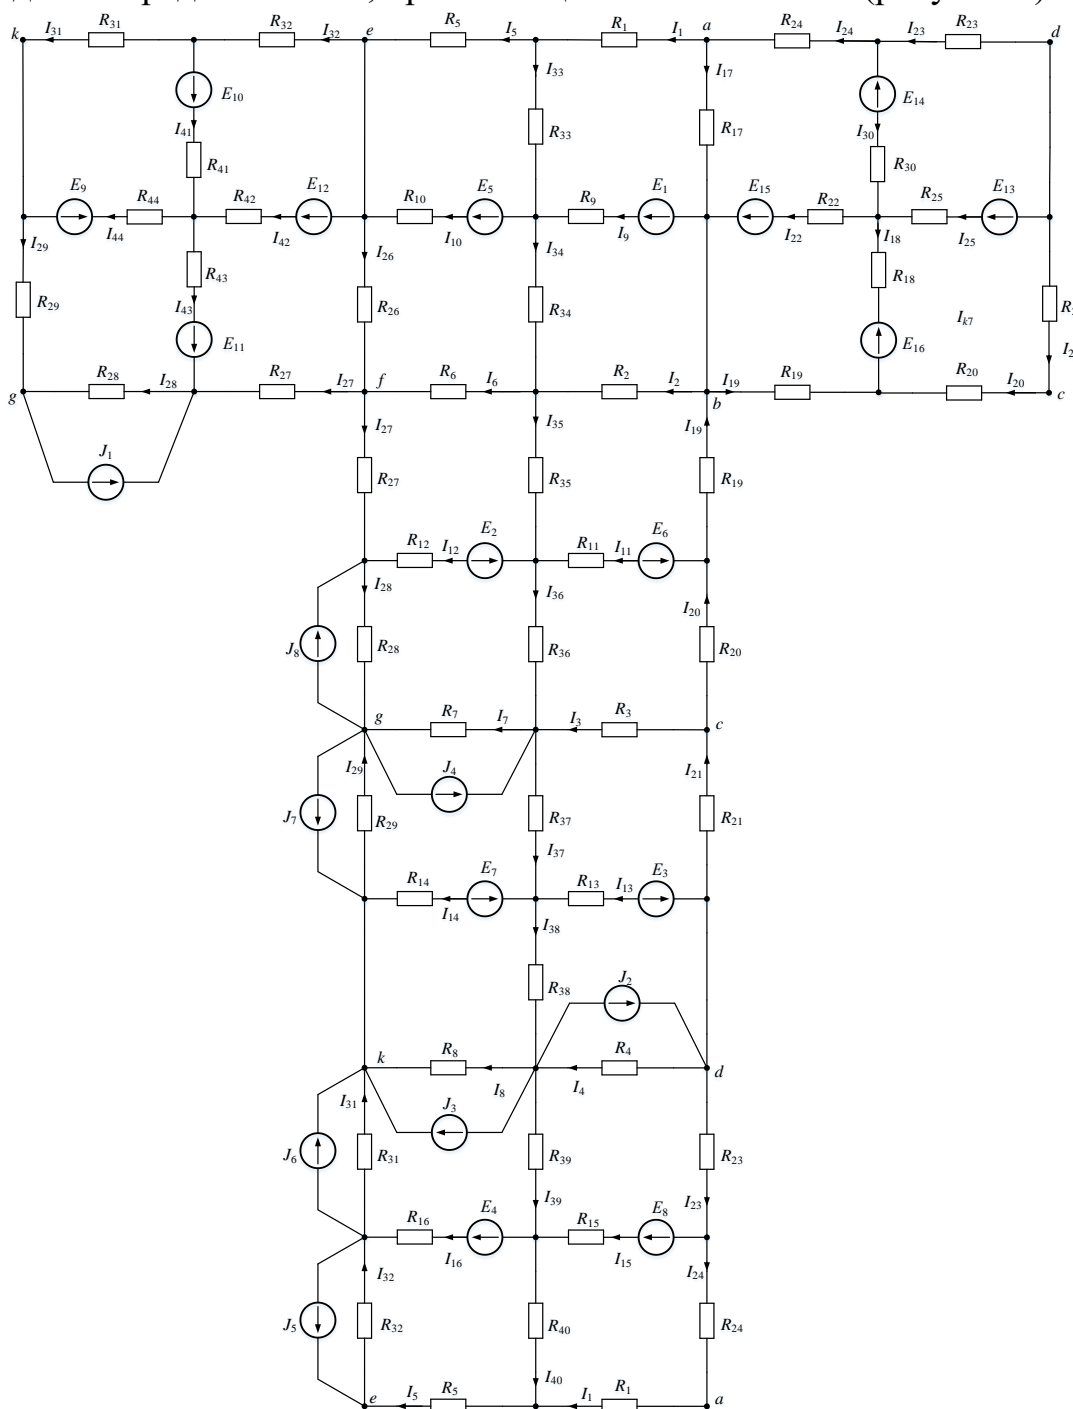 k I31 R31 R32 I32 e R5 I5 R1 I1 a R24 I24 I23 R23 d
E10 I33 I17 E14
I41 R33 R17 I30
R41 R30
E9 R44 R42 E12 R10 E5 R9 E1 E15 R22 R25 E13
I44 I42 I10 I9 I22 I18 I25
I29 I26 I34
R43 R18
R29 I43 R26 R34 Ik7
E11 E16
R28 I28 R27 I27 f R6 I6 R2 I2 I19 R19 R20 I20
g b c
I27 I35 I19
J1 R27 R35 R19
R12 I12 E2 R11 I11 E6
I28 I36 I20
J8 R28 R36 R20
g R7 I7 I3 R3 c
I29 J4 I21
J7 R29 R37 R21
I37
R14 E7 R13 I13 E3
I14 I38
R38 J2
k R8 R4 d
I8 I4
I31 J3
J6 R31 R39 R23
I39 I23
R16 E4 R15 E8
I16 I15
I32 I24
J5 R32 R40 R24
I40
e I5 R5 I1 R1 a